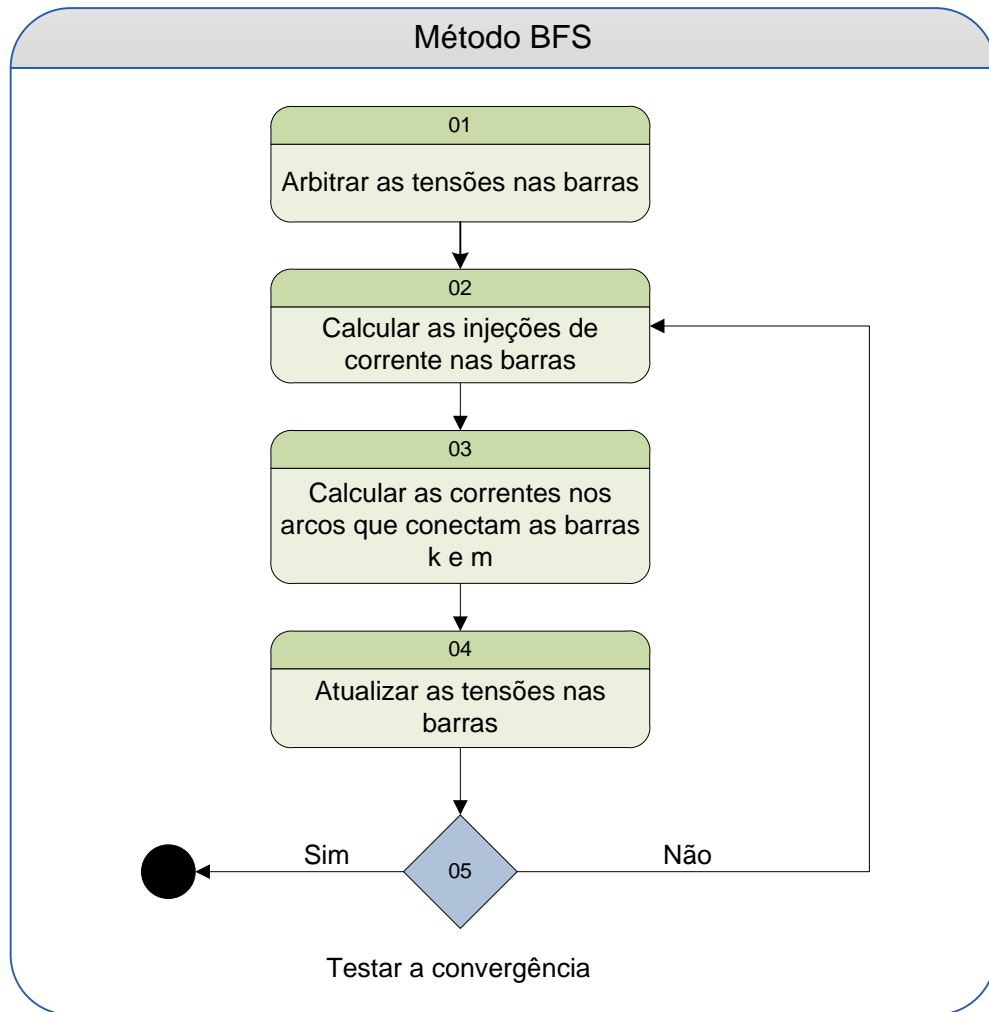 Método BFS
01
Arbitrar as tensões nas barras
02
Calcular as injeções de
corrente nas barras
03
Calcular as correntes nos
arcos que conectam as barras
k e m
04
Atualizar as tensões nas
barras
Sim
05
Não
Testar a convergência